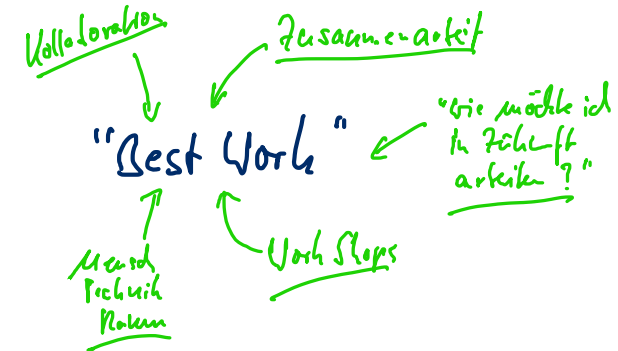 Kollaboration
Zusammenarbeit
"Best Work"
"Wie möchte ich
in Zukunft
arbeiten?"
Work Shops
Mensch
Technik
Raum